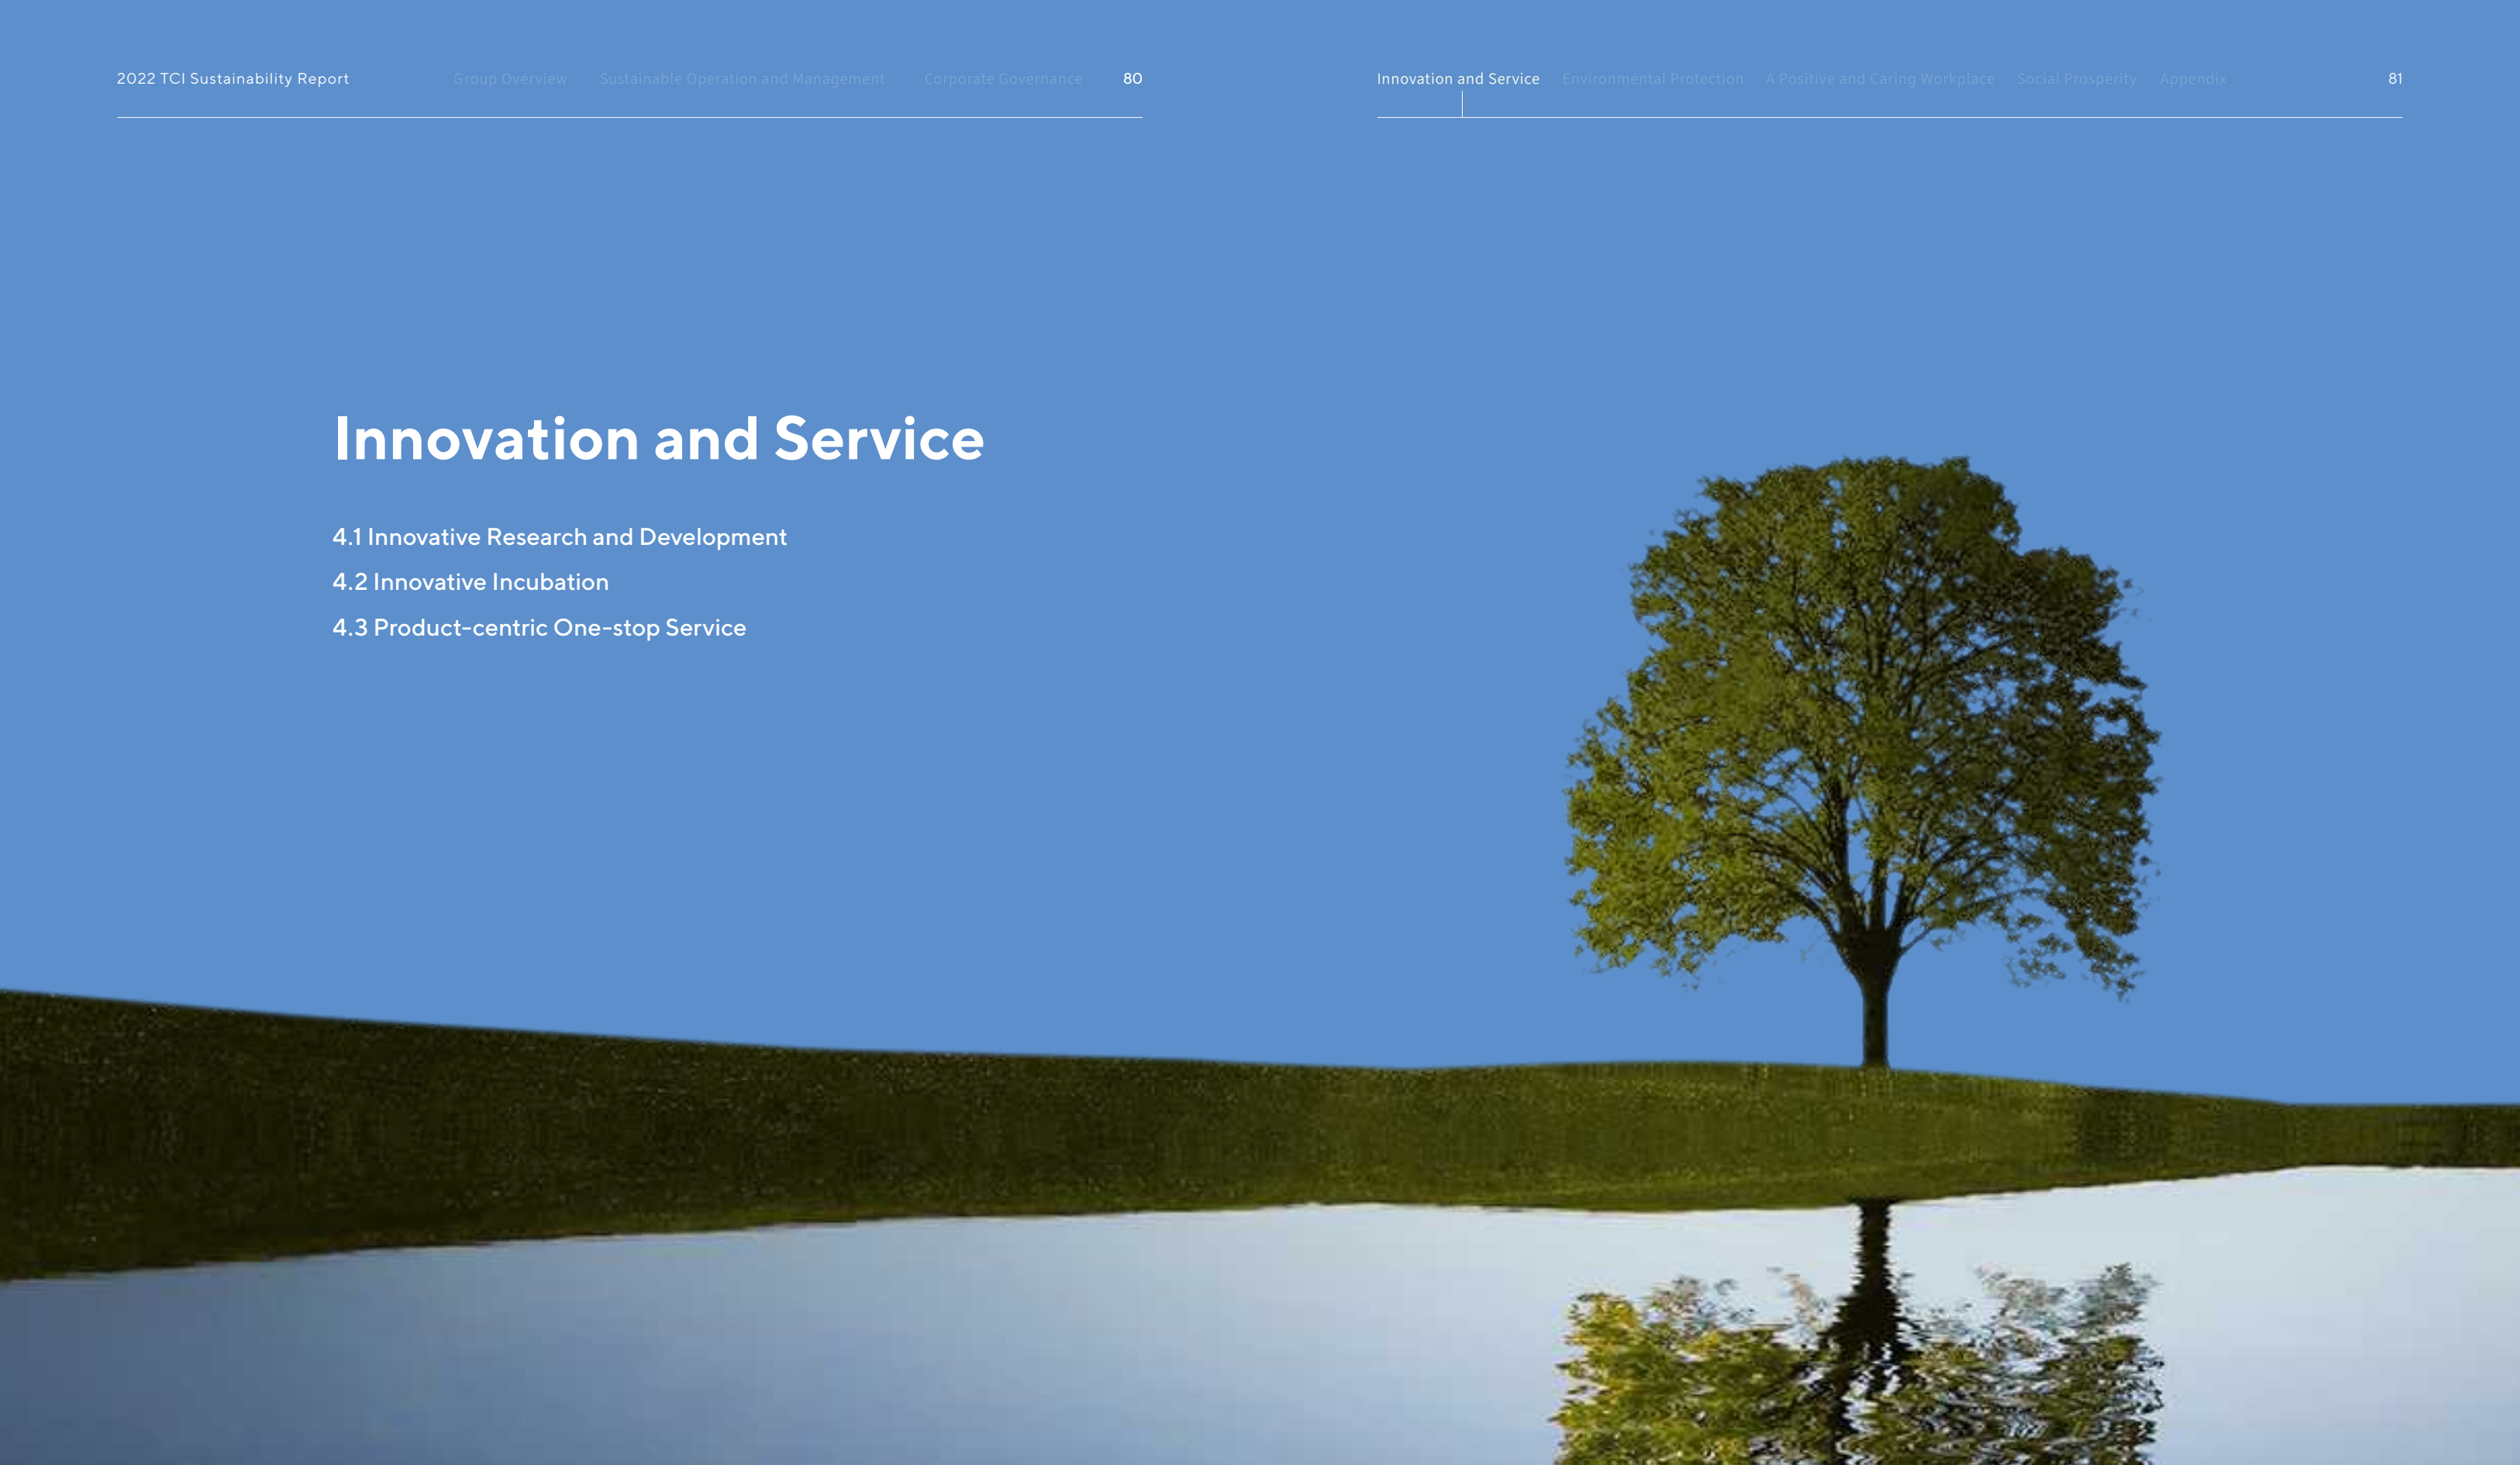 2022 TCI Sustainability Report Group Overview Sustainable Operation and Management Corporate Governance 80
Innovation and Service Environmental Protection A Positive and Caring Workplace Social Prosperity Appendix 81
Innovation and Service
4.1 Innovative Research and Development
4.2 Innovative Incubation
4.3 Product-centric One-stop Service